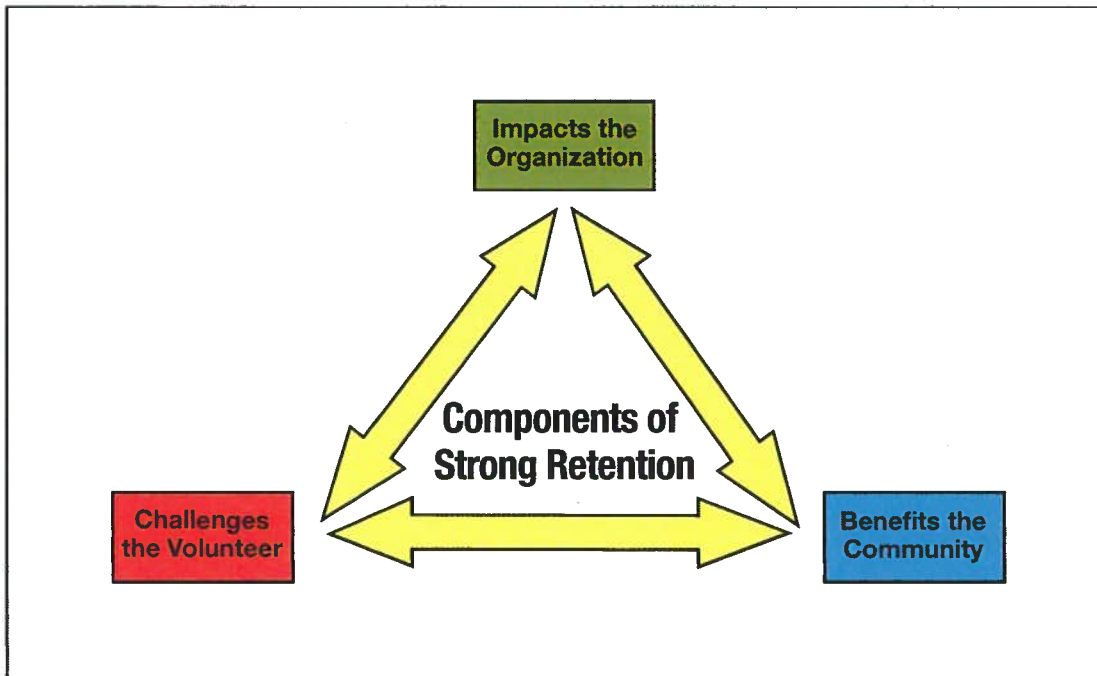 Impacts the
Organization
Components of
Strong Retention
Challenges
the Volunteer
Benefits the
Community